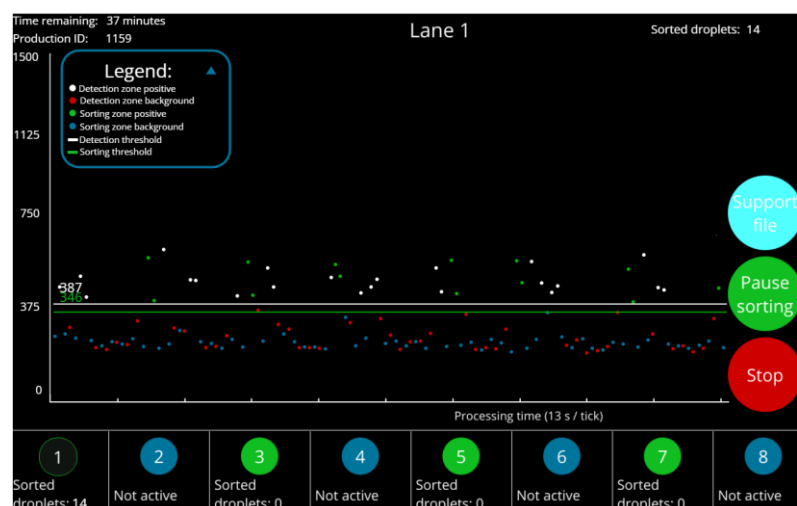 Time remaining: 37 minutes
Production ID: 1159
Lane 1
Sorted droplets: 14
1500
1125
750
375
0
Legend:
Detection zone positive
Detection zone background
Sorting zone positive
Sorting zone background
Detection threshold
Sorting threshold
387
346
Support
file
Pause
sorting
Stop
Processing time (13 s / tick)
1
Sorted
droplets: 14
2
Not active
3
Sorted
droplets: 0
4
Not active
5
Sorted
droplets: 0
6
Not active
7
Sorted
droplets: 0
8
Not active